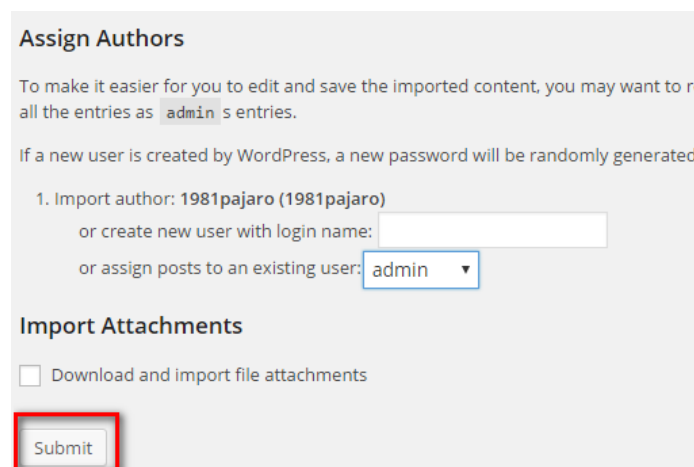 Assign Authors
To make it easier for you to edit and save the imported content, you may want to
all the entries as admin s entries.
If a new user is created by WordPress, a new password will be randomly generated
1. Import author: 1981pajaro (1981pajaro)
or create new user with login name:
or assign posts to an existing user: admin
Import Attachments
Download and import file attachments
Submit